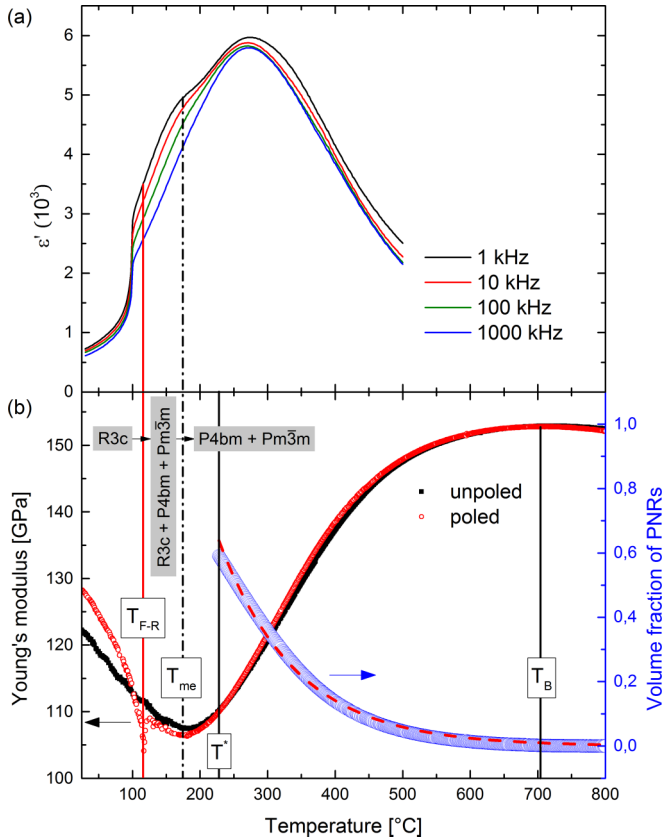 (a)
6
5
4
3
2
1
0
ε' (10³)
1 kHz
10 kHz
100 kHz
1000 kHz
(b)
R3c
P4bm + Pm3̄m
R3c + P4bm + Pm3̄m
unpoled
poled
T_F-R
T_me
T*
T_B
150
140
130
120
110
100
Young's modulus [GPa]
1,0
0,8
0,6
0,4
0,2
0,0
Volume fraction of PNRs
100 200 300 400 500 600 700 800
Temperature [°C]